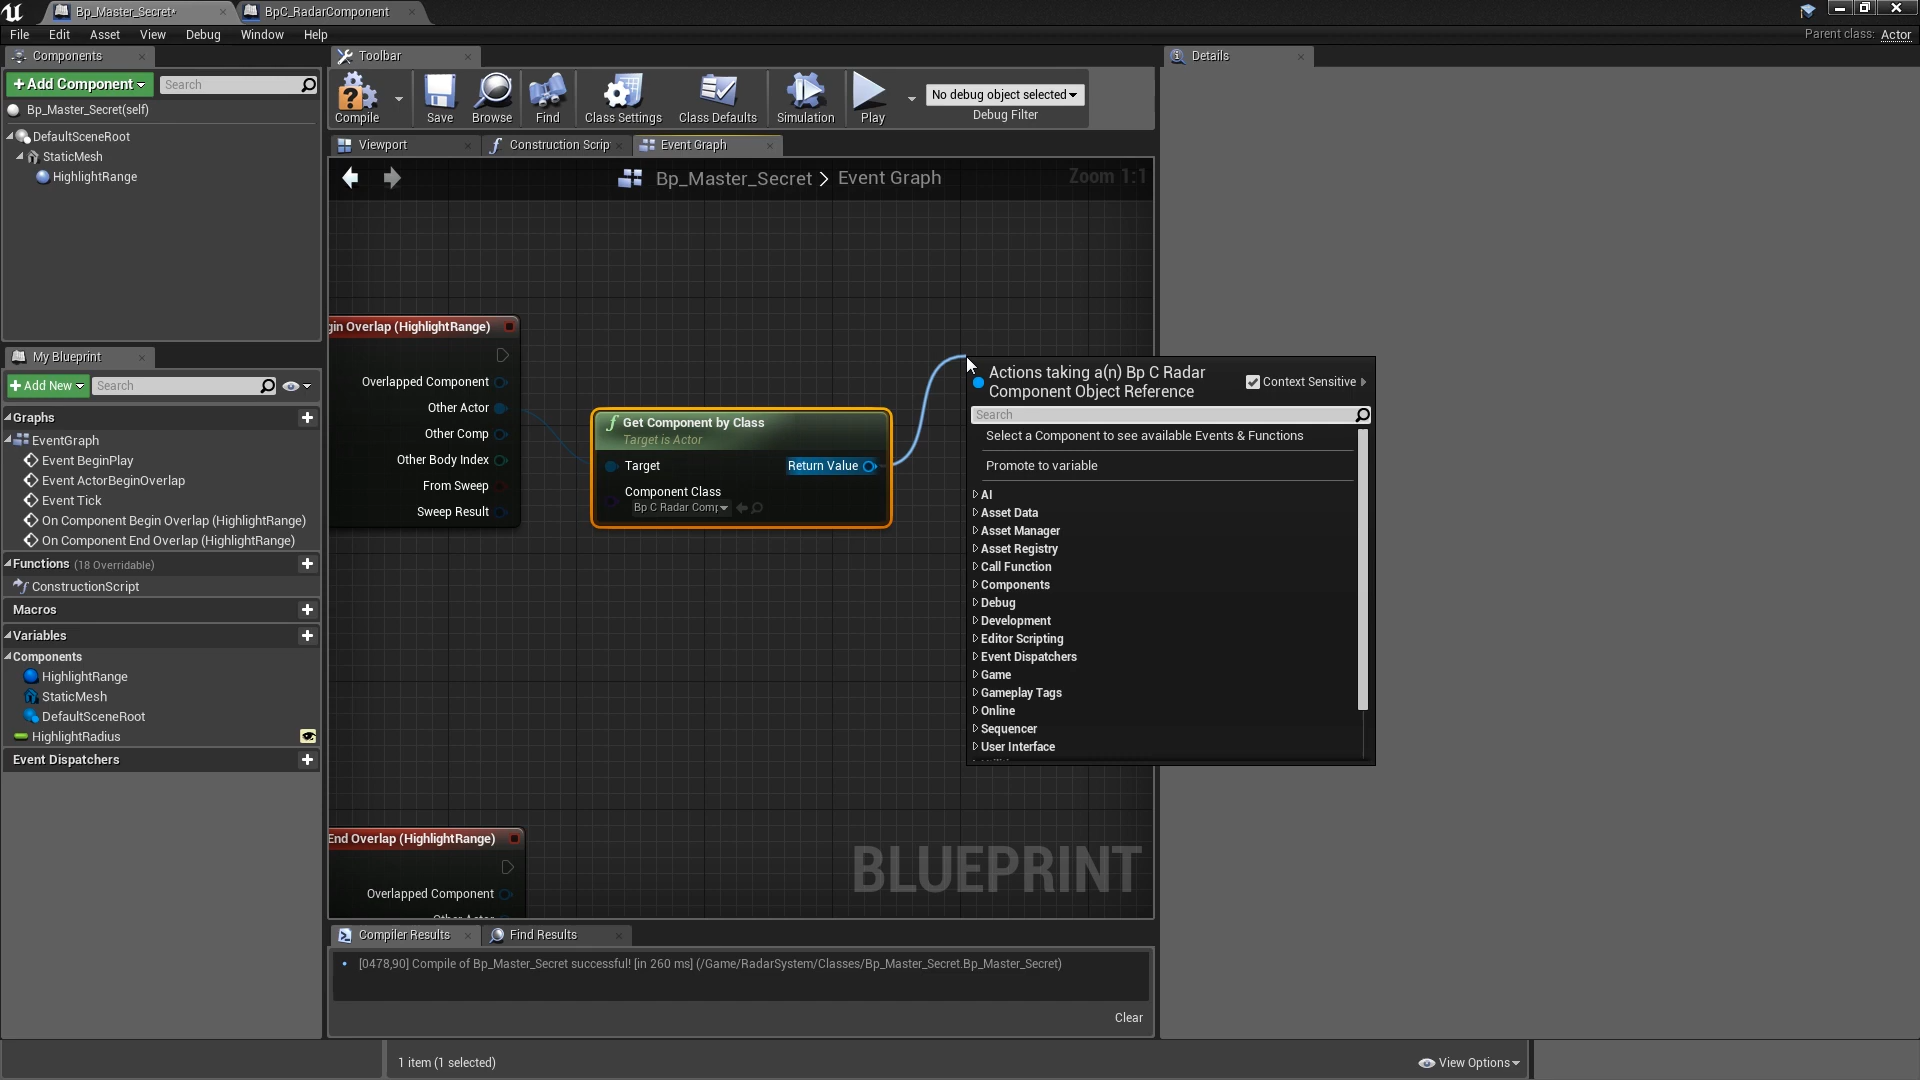 Bp_Master_Secret*
BpC_RadarComponent
File Edit Asset View Debug Window Help
Parent class: Actor
Components
+ Add Component
Search
Bp_Master_Secret(self)
DefaultSceneRoot
StaticMesh
HighlightRange
My Blueprint
+ Add New
Search
Graphs
EventGraph
Event BeginPlay
Event ActorBeginOverlap
Event Tick
On Component Begin Overlap (HighlightRange)
On Component End Overlap (HighlightRange)
Functions (18 Overridable)
ConstructionScript
Macros
Variables
Components
HighlightRange
StaticMesh
DefaultSceneRoot
HighlightRadius
Event Dispatchers
Toolbar
Compile
Save
Browse
Find
Class Settings
Class Defaults
Simulation
Play
No debug object selected
Debug Filter
Viewport
Construction Scrip
Event Graph
Bp_Master_Secret > Event Graph
Zoom 1:1
gin Overlap (HighlightRange)
Overlapped Component
Other Actor
Other Comp
Other Body Index
From Sweep
Sweep Result
f Get Component by Class
Target is Actor
Target
Return Value
Component Class
Bp C Radar Comp
Actions taking a(n) Bp C Radar
Component Object Reference
Context Sensitive
Search
Select a Component to see available Events & Functions
Promote to variable
AI
Asset Data
Asset Manager
Asset Registry
Call Function
Components
Debug
Development
Editor Scripting
Event Dispatchers
Game
Gameplay Tags
Online
Sequencer
User Interface
End Overlap (HighlightRange)
Overlapped Component
Other Actor
BLUEPRINT
Compiler Results
Find Results
[0478,90] Compile of Bp_Master_Secret successful! [in 260 ms] (/Game/RadarSystem/Classes/Bp_Master_Secret.Bp_Master_Secret)
Clear
1 item (1 selected)
View Options
Details